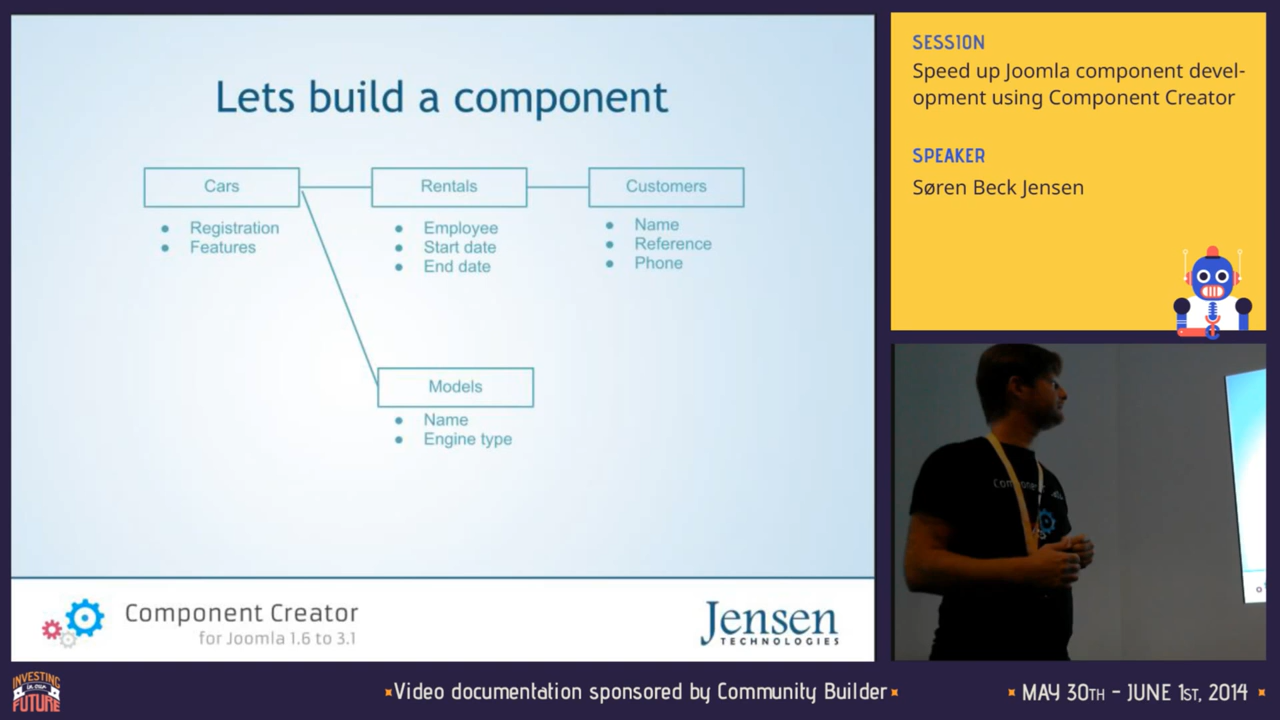 Lets build a component
Cars
Rentals
Customers
Registration
Features
Employee
Start date
End date
Name
Reference
Phone
Models
Name
Engine type
Component Creator
for Joomla 1.6 to 3.1
Jensen
TECHNOLOGIES
SESSION
Speed up Joomla component devel-
opment using Component Creator
SPEAKER
Søren Beck Jensen
INVESTING
IN OUR
FUTURE
Video documentation sponsored by Community Builder
MAY 30TH - JUNE 1ST, 2014